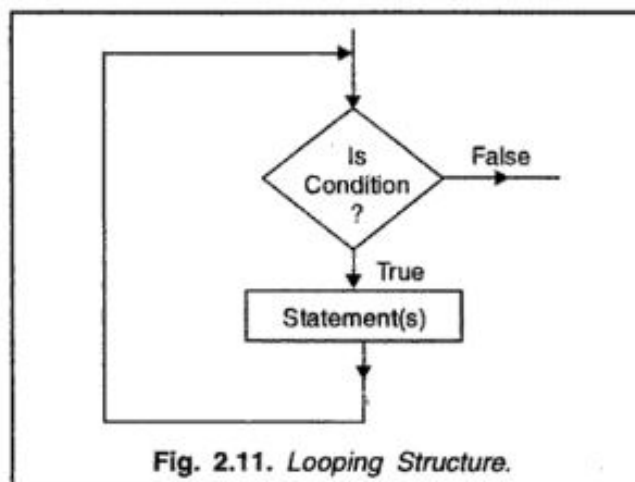 Is
Condition
?
False
True
Statement(s)
Fig. 2.11. Looping Structure.